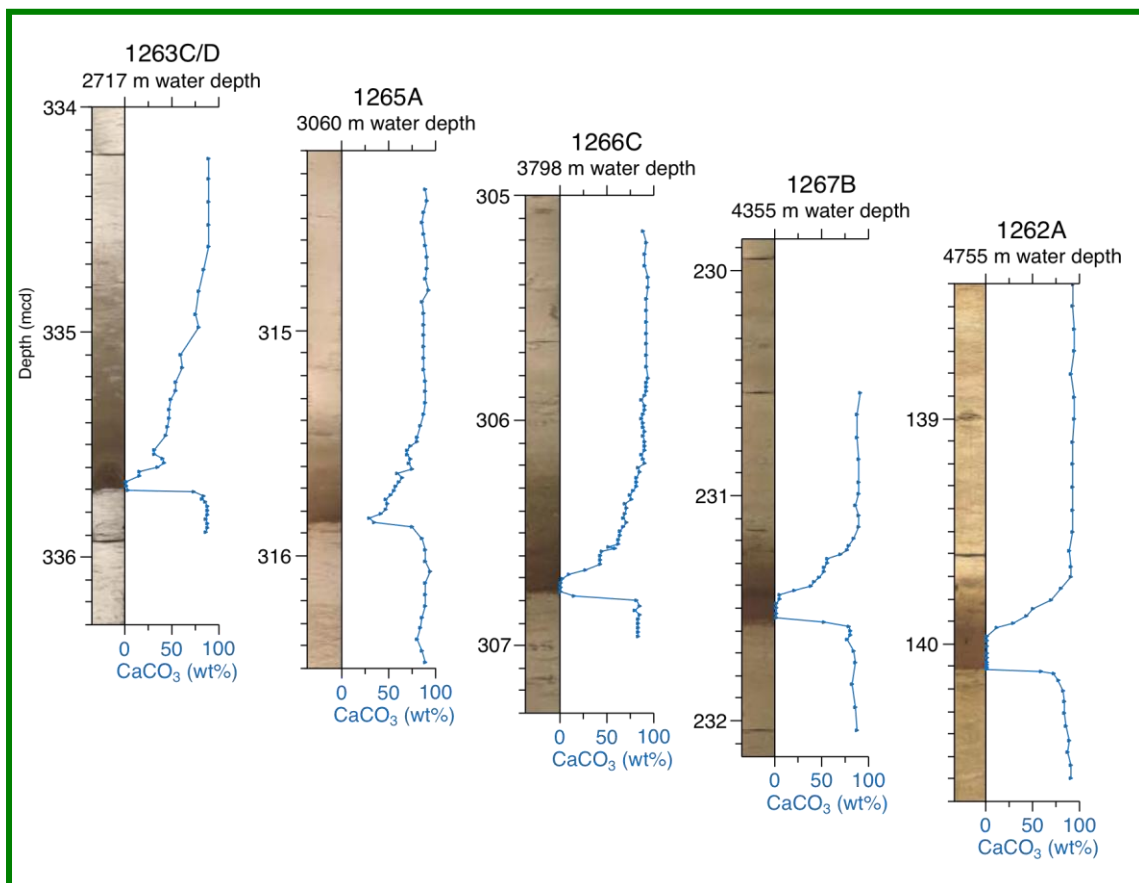 1263C/D
2717 m water depth
334
335
336
Depth (mcd)
0 50 100
CaCO₃ (wt%)
1265A
3060 m water depth
315
316
0 50 100
CaCO₃ (wt%)
1266C
3798 m water depth
305
306
307
0 50 100
CaCO₃ (wt%)
1267B
4355 m water depth
230
231
232
0 50 100
CaCO₃ (wt%)
1262A
4755 m water depth
139
140
0 50 100
CaCO₃ (wt%)